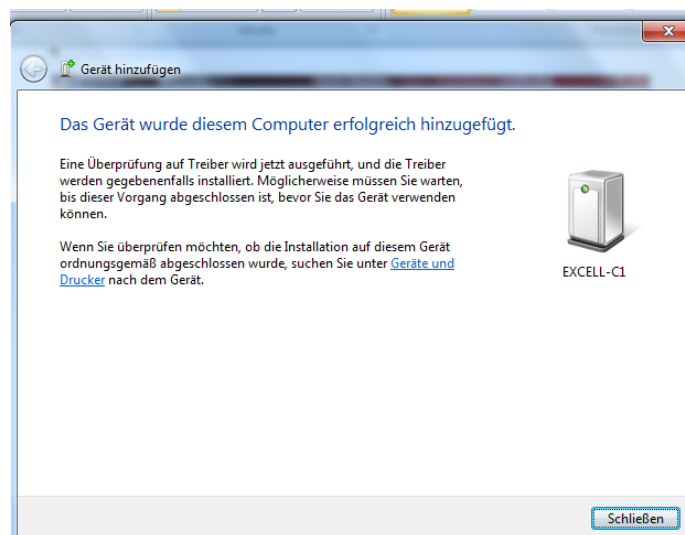 Gerät hinzufügen
Das Gerät wurde diesem Computer erfolgreich hinzugefügt.
Eine Überprüfung auf Treiber wird jetzt ausgeführt, und die Treiber
werden gegebenenfalls installiert. Möglicherweise müssen Sie warten,
bis dieser Vorgang abgeschlossen ist, bevor Sie das Gerät verwenden
können.
Wenn Sie überprüfen möchten, ob die Installation auf diesem Gerät
ordnungsgemäß abgeschlossen wurde, suchen Sie unter Geräte und
Drucker nach dem Gerät.
EXCELL-C1
Schließen